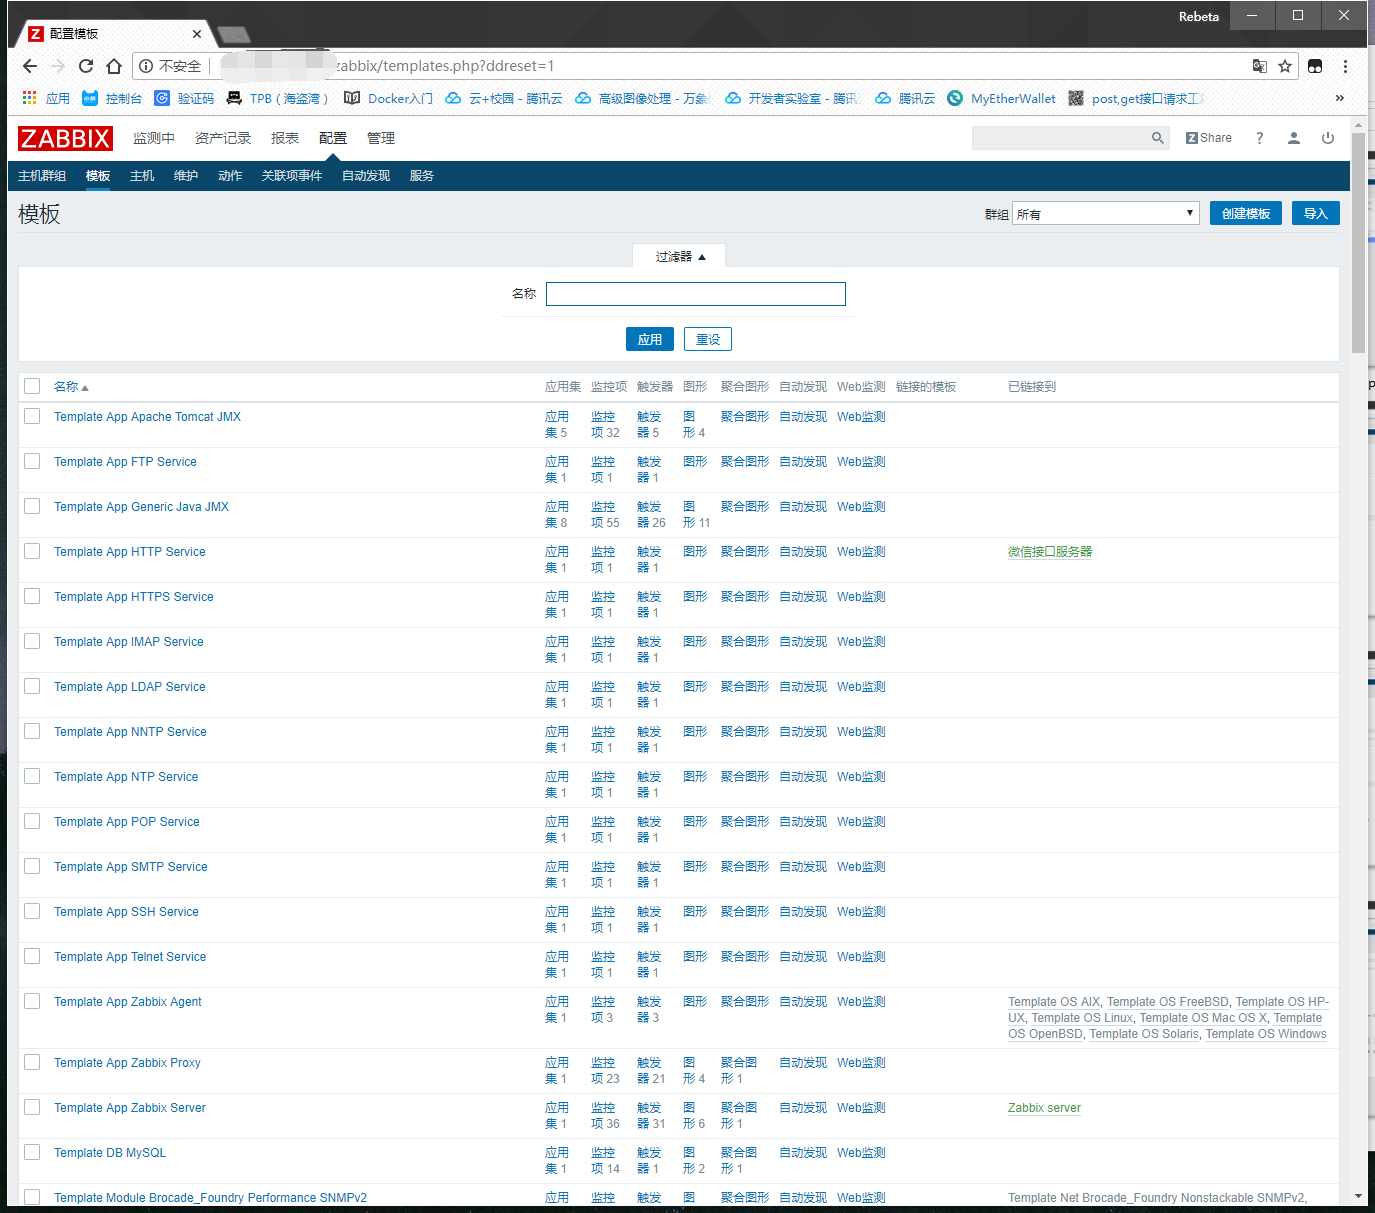 Rebeta
Z 配置模板
不安全 zabbix/templates.php?ddreset=1
应用 控制台 验证码 TPB（海盗湾） Docker入门 云+校园 - 腾讯云 高级图像处理 - 万象 开发者实验室 - 腾讯 腾讯云 MyEtherWallet post,get接口请求工具
ZABBIX 监测中 资产记录 报表 配置 管理 Z Share ?
主机群组 模板 主机 维护 动作 关联项事件 自动发现 服务
模板 群组 所有 创建模板 导入
过滤器 ▲
名称
应用 重设
名称 ▲ 应用集 监控项 触发器 图形 聚合图形 自动发现 Web监测 链接的模板 已链接到
Template App Apache Tomcat JMX 应用集 5 监控项 32 触发器 5 图形 4 聚合图形 自动发现 Web监测
Template App FTP Service 应用集 1 监控项 1 触发器 1 图形 聚合图形 自动发现 Web监测
Template App Generic Java JMX 应用集 8 监控项 55 触发器 26 图形 11 聚合图形 自动发现 Web监测
Template App HTTP Service 应用集 1 监控项 1 触发器 1 图形 聚合图形 自动发现 Web监测 微信接口服务器
Template App HTTPS Service 应用集 1 监控项 1 触发器 1 图形 聚合图形 自动发现 Web监测
Template App IMAP Service 应用集 1 监控项 1 触发器 1 图形 聚合图形 自动发现 Web监测
Template App LDAP Service 应用集 1 监控项 1 触发器 1 图形 聚合图形 自动发现 Web监测
Template App NNTP Service 应用集 1 监控项 1 触发器 1 图形 聚合图形 自动发现 Web监测
Template App NTP Service 应用集 1 监控项 1 触发器 1 图形 聚合图形 自动发现 Web监测
Template App POP Service 应用集 1 监控项 1 触发器 1 图形 聚合图形 自动发现 Web监测
Template App SMTP Service 应用集 1 监控项 1 触发器 1 图形 聚合图形 自动发现 Web监测
Template App SSH Service 应用集 1 监控项 1 触发器 1 图形 聚合图形 自动发现 Web监测
Template App Telnet Service 应用集 1 监控项 1 触发器 1 图形 聚合图形 自动发现 Web监测
Template App Zabbix Agent 应用集 1 监控项 3 触发器 3 图形 聚合图形 自动发现 Web监测 Template OS AIX, Template OS FreeBSD, Template OS HP-
UX, Template OS Linux, Template OS Mac OS X, Template
OS OpenBSD, Template OS Solaris, Template OS Windows
Template App Zabbix Proxy 应用集 1 监控项 23 触发器 21 图形 4 聚合图形 1 自动发现 Web监测
Template App Zabbix Server 应用集 1 监控项 36 触发器 31 图形 6 聚合图形 1 自动发现 Web监测 Zabbix server
Template DB MySQL 应用集 1 监控项 14 触发器 1 图形 2 聚合图形 1 自动发现 Web监测
Template Module Brocade_Foundry Performance SNMPv2 应用 监控 触发 图 聚合图形 自动发现 Web监测 Template Net Brocade_Foundry Nonstackable SNMPv2,